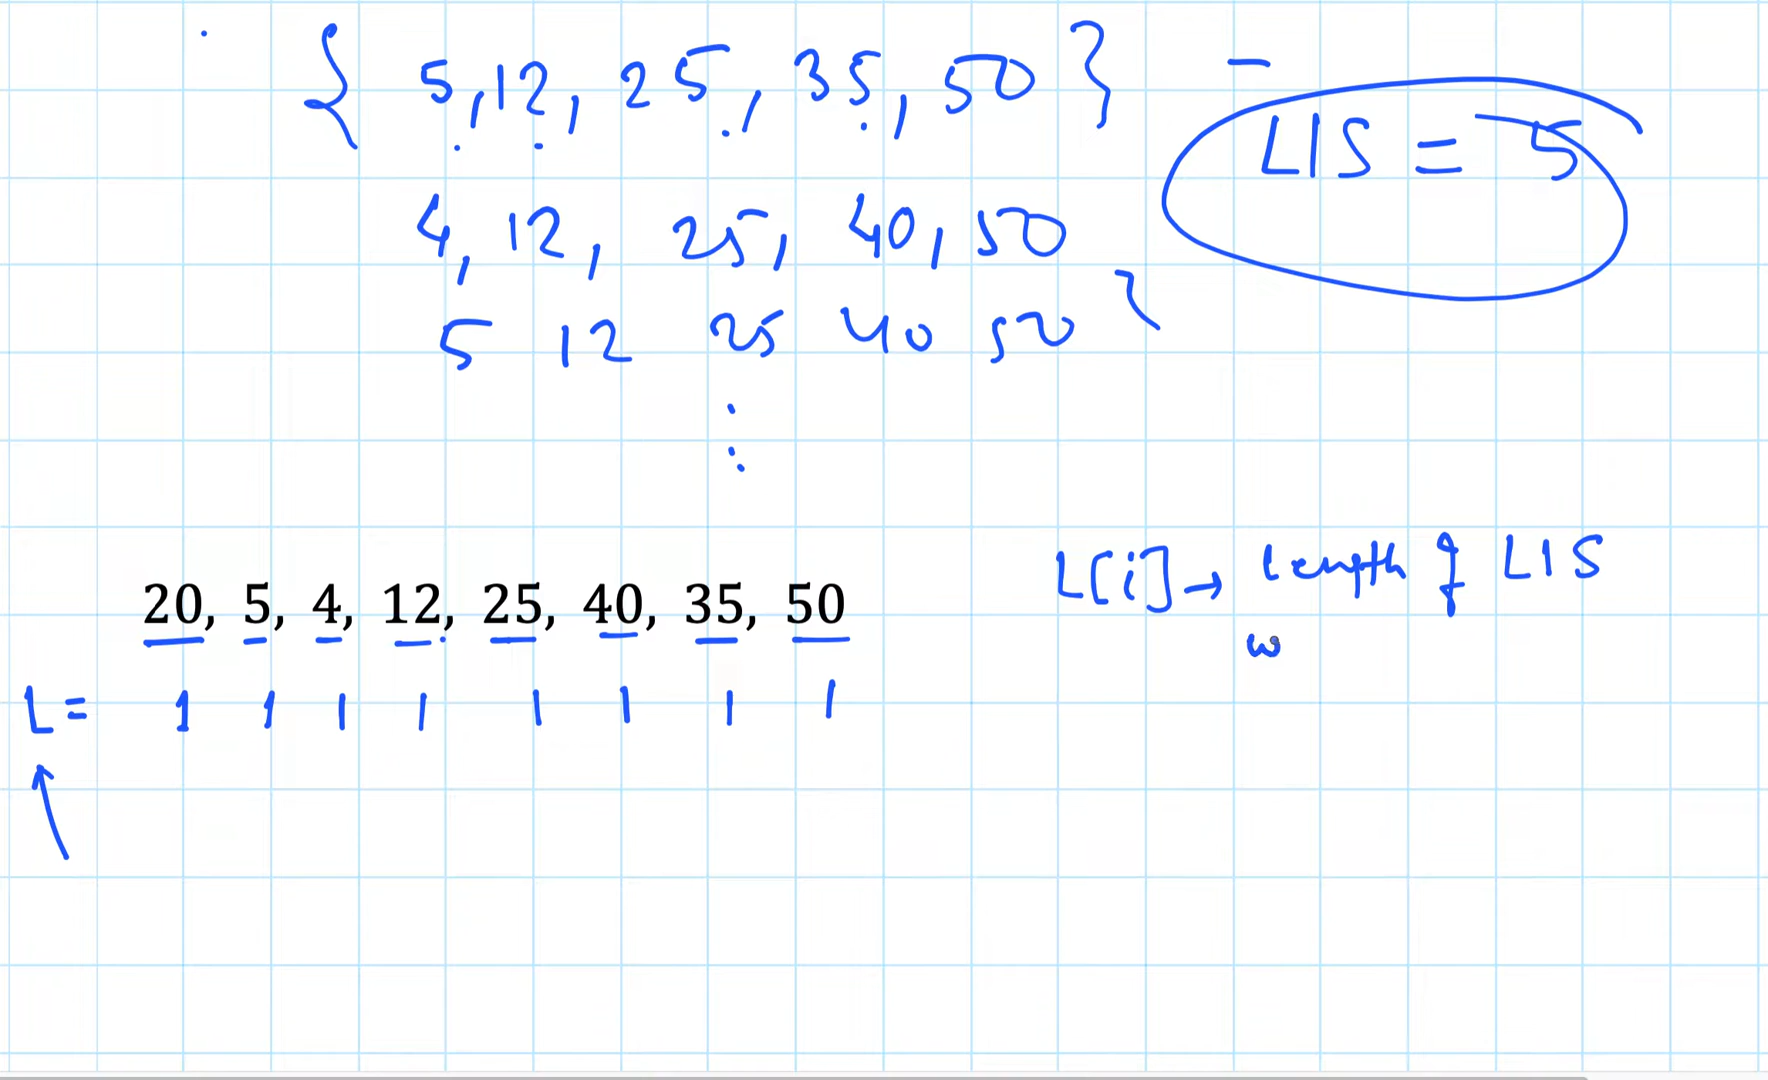 { 5, 12, 25, 35, 50 } -
LIS = 5
4, 12, 25, 40, 50
5 12 25 40 50 }
20, 5, 4, 12, 25, 40, 35, 50
L = 1 1 1 1 1 1 1 1
L[i] → length of LIS
w